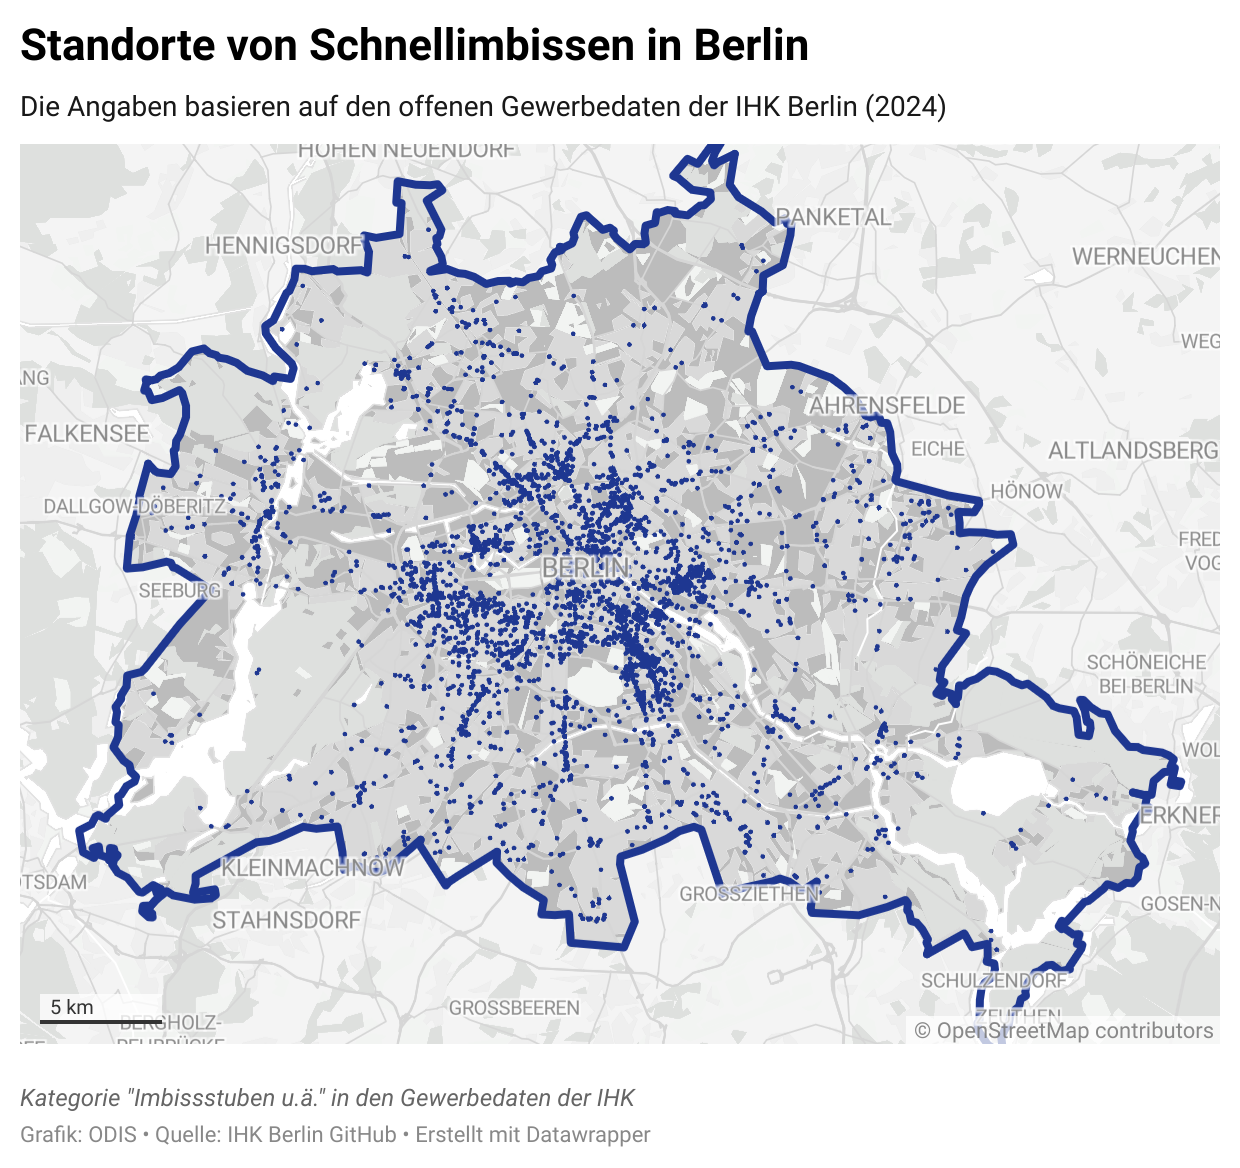 Standorte von Schnellimbissen in Berlin
Die Angaben basieren auf den offenen Gewerbedaten der IHK Berlin (2024)
HOHEN NEUENDORF
PANKETAL
HENNIGSDORF
WERNEUCHEN
WEG
ANG
AHRENSFELDE
FALKENSEE
EICHE
ALTLANDSBERG
HÖNOW
DALLGOW-DÖBERITZ
FRED
VOG
BERLIN
SEEBURG
SCHÖNEICHE
BEI BERLIN
WOL
ERKNER
KLEINMACHNOW
TSDAM
GROSSZIETHEN
GOSEN-N
STAHNSDORF
SCHULZENDORF
5 km
GROSSBEEREN
ZEUTHEN
BERGHOLZ-
REHBRÜCKE
© OpenStreetMap contributors
Kategorie "Imbissstuben u.ä." in den Gewerbedaten der IHK
Grafik: ODIS • Quelle: IHK Berlin GitHub • Erstellt mit Datawrapper